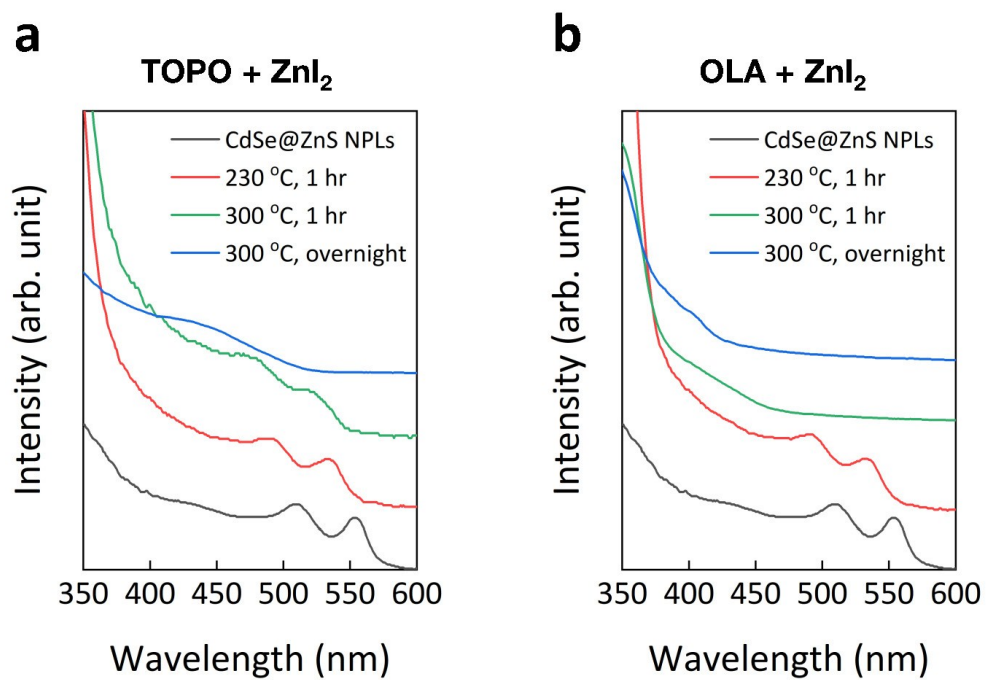 a
TOPO + ZnI₂
CdSe@ZnS NPLs
230 °C, 1 hr
300 °C, 1 hr
300 °C, overnight
Intensity (arb. unit)
350 400 450 500 550 600
Wavelength (nm)
b
OLA + ZnI₂
CdSe@ZnS NPLs
230 °C, 1 hr
300 °C, 1 hr
300 °C, overnight
Intensity (arb. unit)
350 400 450 500 550 600
Wavelength (nm)